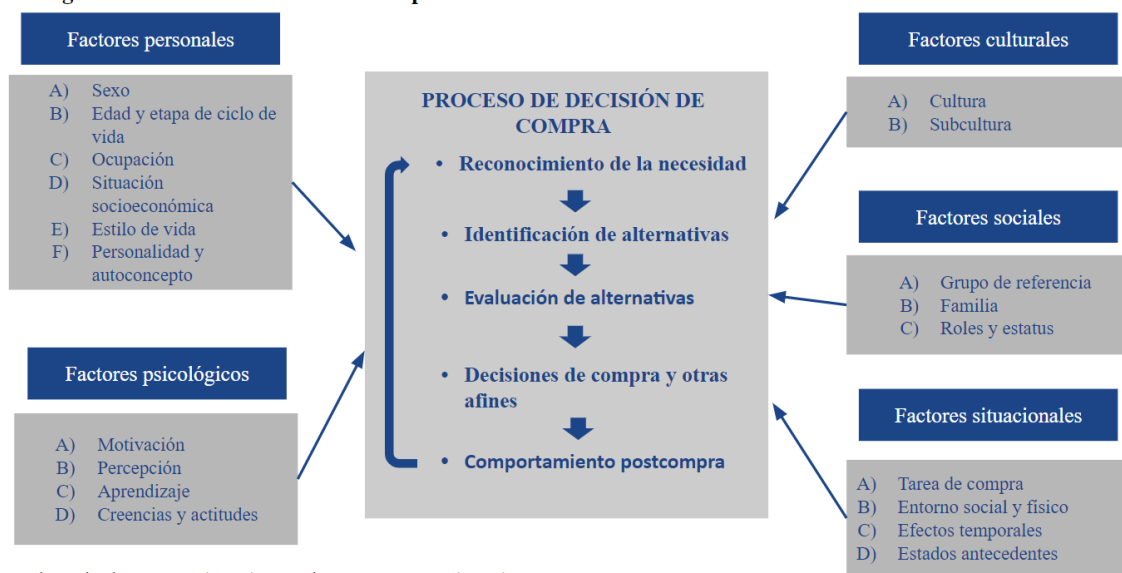 Factores personales
A) Sexo
B) Edad y etapa de ciclo de
vida
C) Ocupación
D) Situación
socioeconómica
E) Estilo de vida
F) Personalidad y
autoconcepto
Factores psicológicos
A) Motivación
B) Percepción
C) Aprendizaje
D) Creencias y actitudes
PROCESO DE DECISIÓN DE
COMPRA
• Reconocimiento de la necesidad
• Identificación de alternativas
• Evaluación de alternativas
• Decisiones de compra y otras
afines
• Comportamiento postcompra
Factores culturales
A) Cultura
B) Subcultura
Factores sociales
A) Grupo de referencia
B) Familia
C) Roles y estatus
Factores situacionales
A) Tarea de compra
B) Entorno social y físico
C) Efectos temporales
D) Estados antecedentes